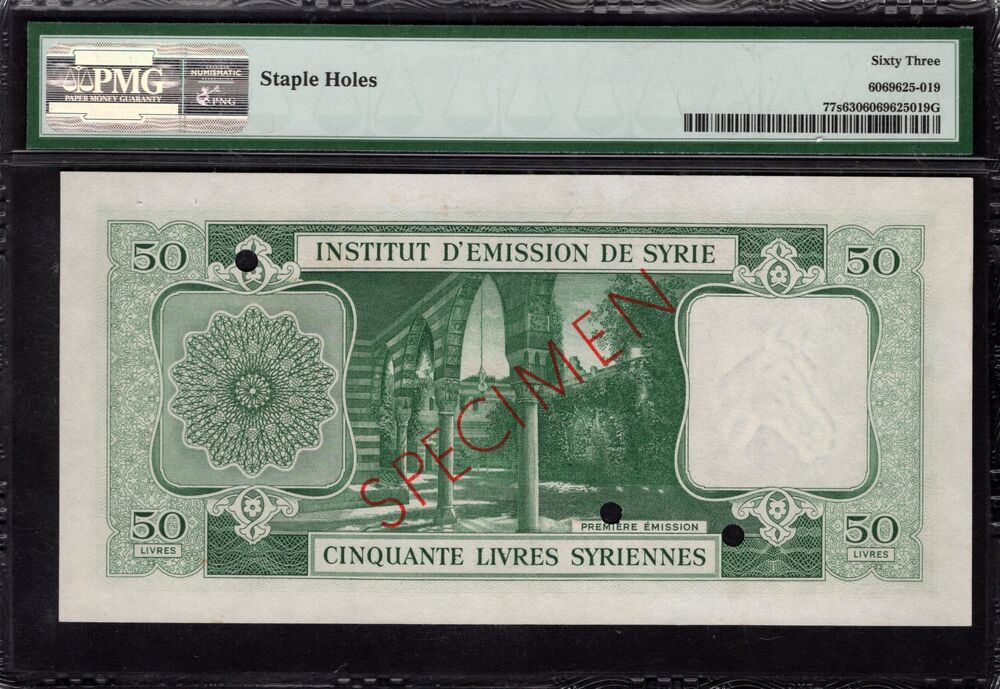 PMG
PAPER MONEY GUARANTY
NUMISMATIC
PNG
Staple Holes
Sixty Three
6069625-019
77s6306069625019G
50
INSTITUT D'EMISSION DE SYRIE
50
SPECIMEN
PREMIÈRE ÉMISSION
50
LIVRES
CINQUANTE LIVRES SYRIENNES
50
LIVRES